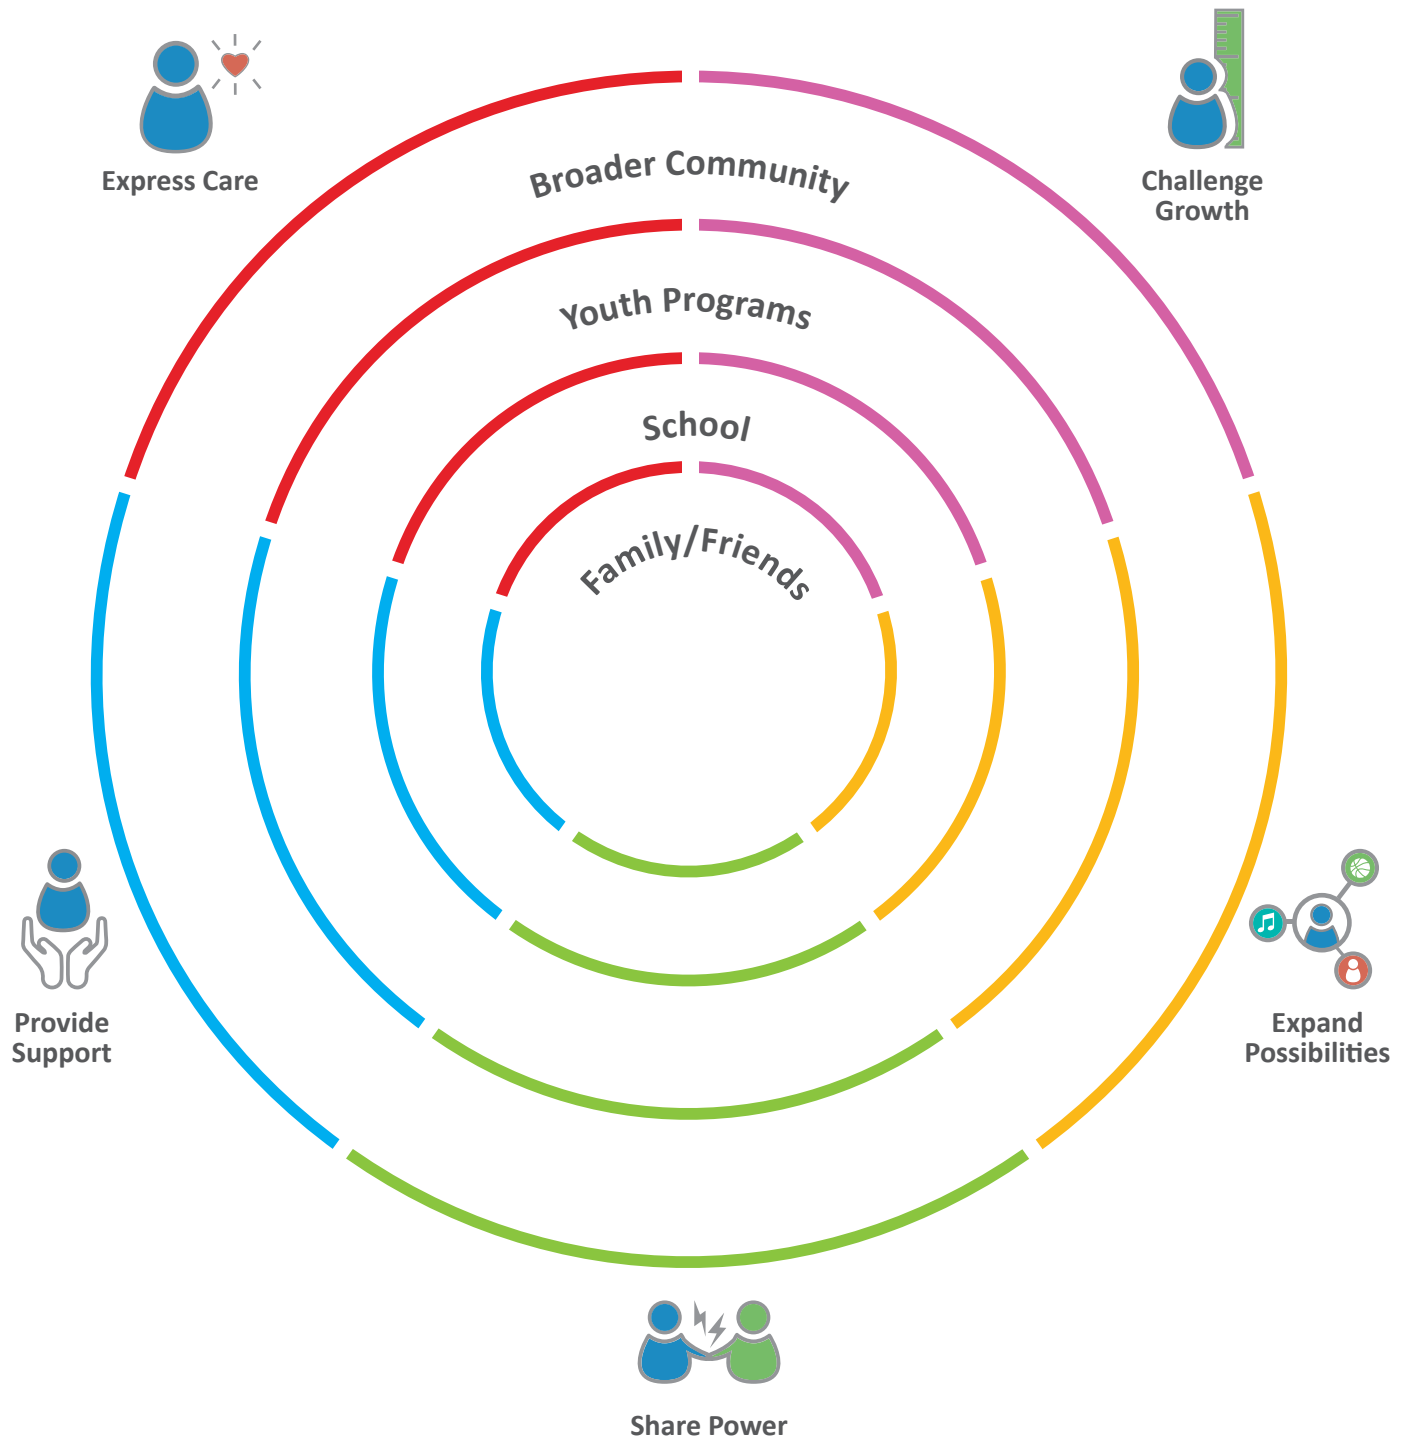 Express Care
Challenge
Growth
Broader Community
Youth Programs
School
Family/Friends
Provide
Support
Expand
Possibilities
Share Power